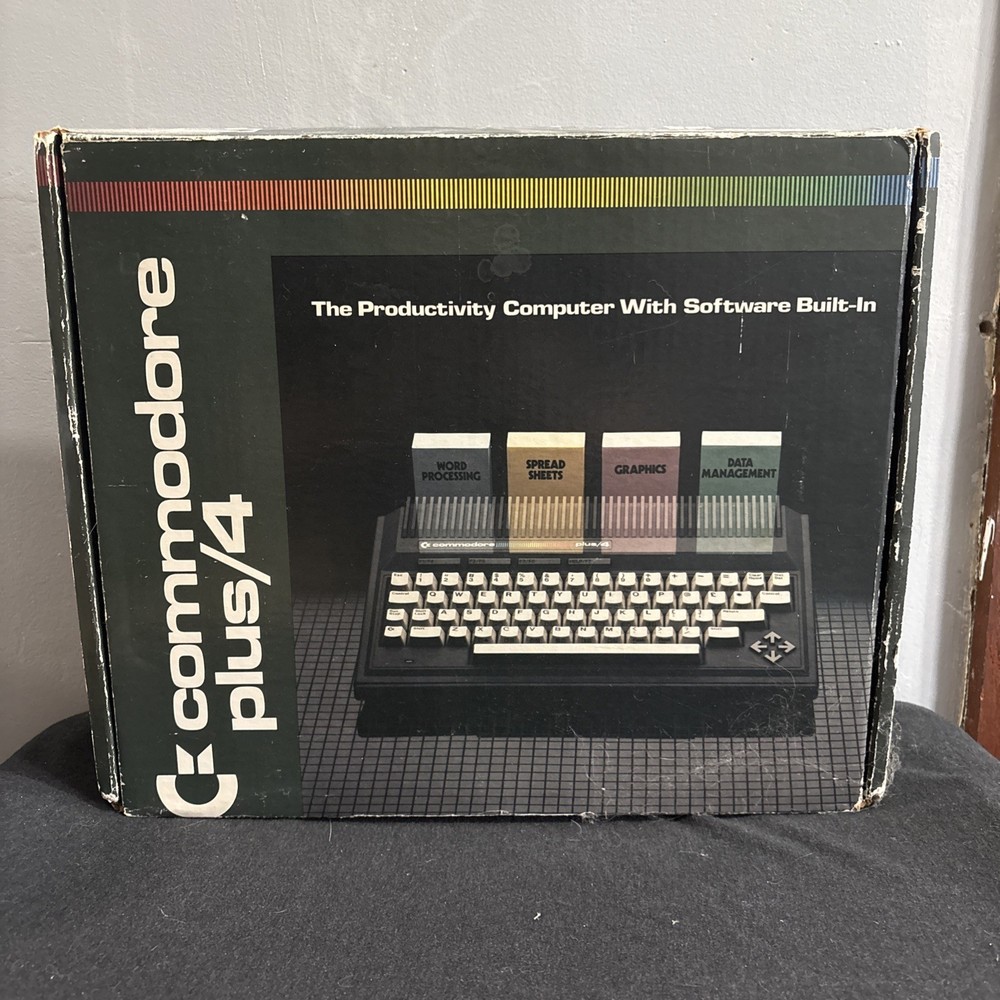 commodore
plus/4
The Productivity Computer With Software Built-In
WORD
PROCESSING
SPREAD
SHEETS
GRAPHICS
DATA
MANAGEMENT
commodore plus/4
Q W E R Y U I O P
A S D F G H J K L
Z X C V B N M